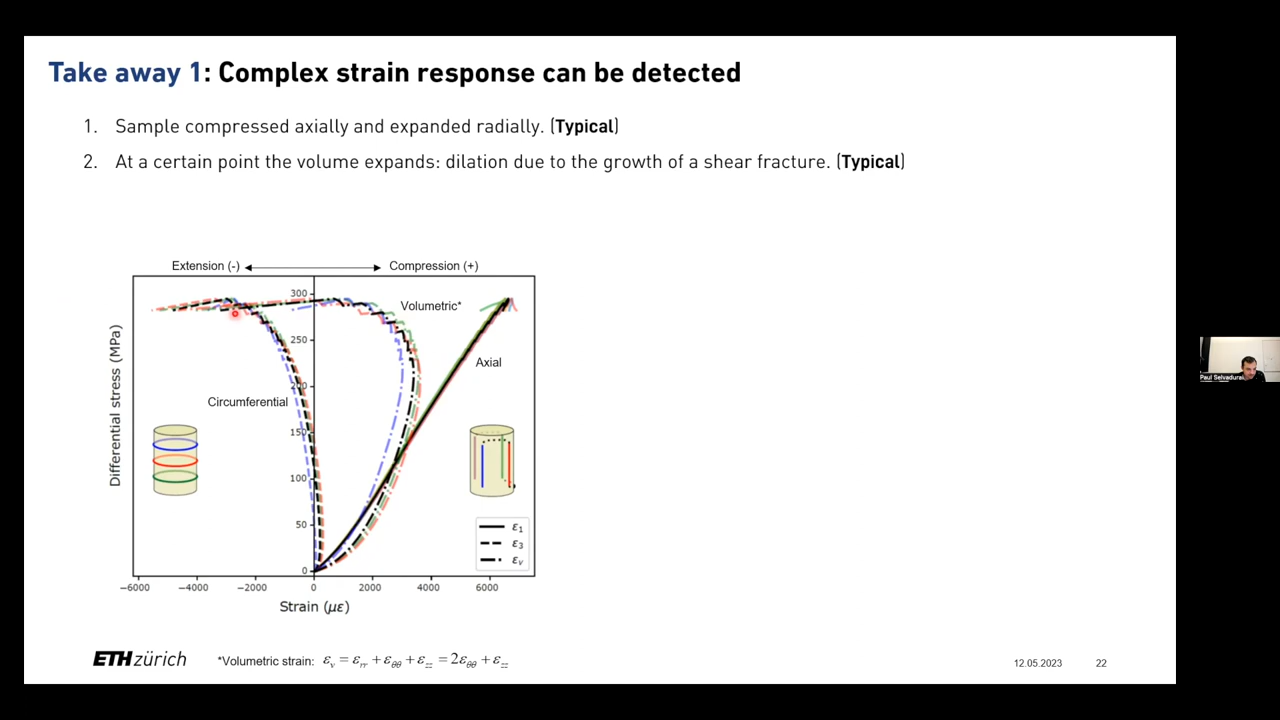 Take away 1: Complex strain response can be detected
1. Sample compressed axially and expanded radially. (Typical)
2. At a certain point the volume expands: dilation due to the growth of a shear fracture. (Typical)
Extension (-)
Compression (+)
300
250
200
150
100
50
0
Volumetric*
Axial
Circumferential
Differential stress (MPa)
ε1
ε3
εv
−6000 −4000 −2000 0 2000 4000 6000
Strain (με)
ETH zürich
*Volumetric strain: εv = εrr + εθθ + εzz = 2εθθ + εzz
12.05.2023 22
Paul Selvadurai